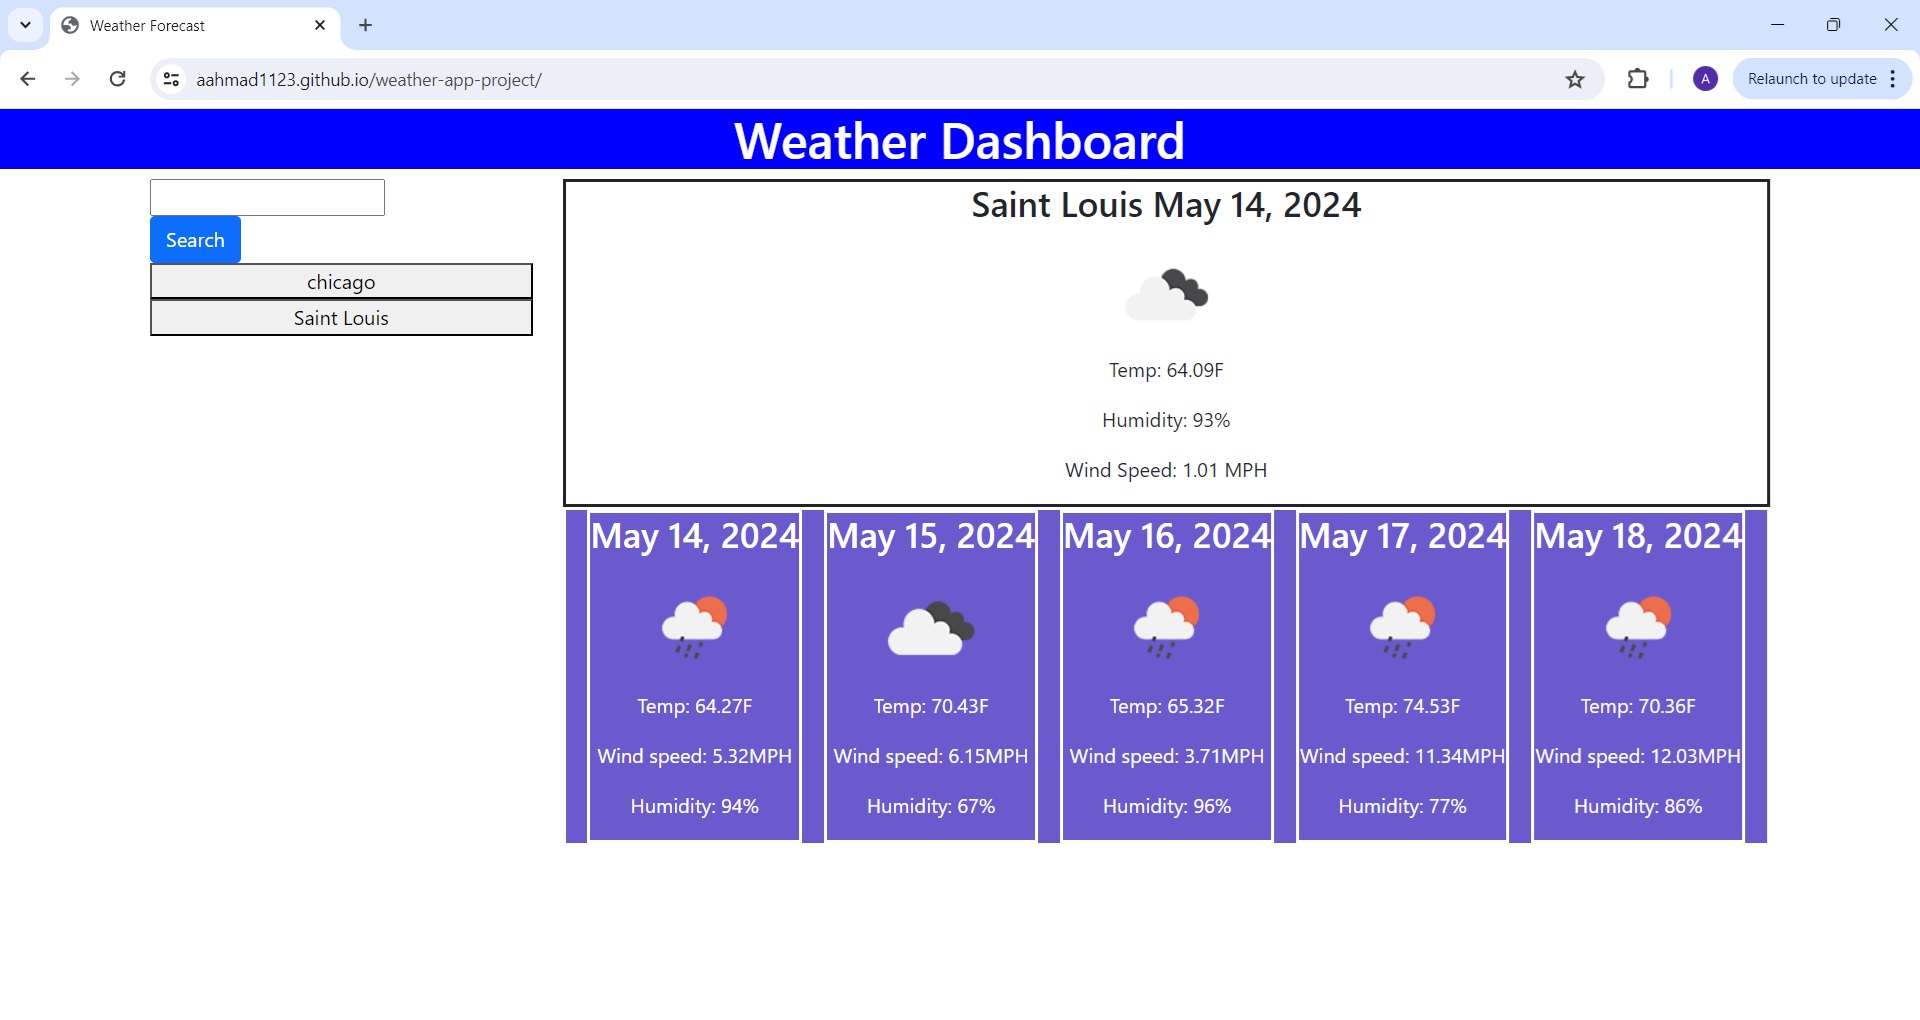 Weather Forecast
aahmad1123.github.io/weather-app-project/
A
Relaunch to update
Weather Dashboard
Search
chicago
Saint Louis
Saint Louis May 14, 2024
Temp: 64.09F
Humidity: 93%
Wind Speed: 1.01 MPH
May 14, 2024
Temp: 64.27F
Wind speed: 5.32MPH
Humidity: 94%
May 15, 2024
Temp: 70.43F
Wind speed: 6.15MPH
Humidity: 67%
May 16, 2024
Temp: 65.32F
Wind speed: 3.71MPH
Humidity: 96%
May 17, 2024
Temp: 74.53F
Wind speed: 11.34MPH
Humidity: 77%
May 18, 2024
Temp: 70.36F
Wind speed: 12.03MPH
Humidity: 86%